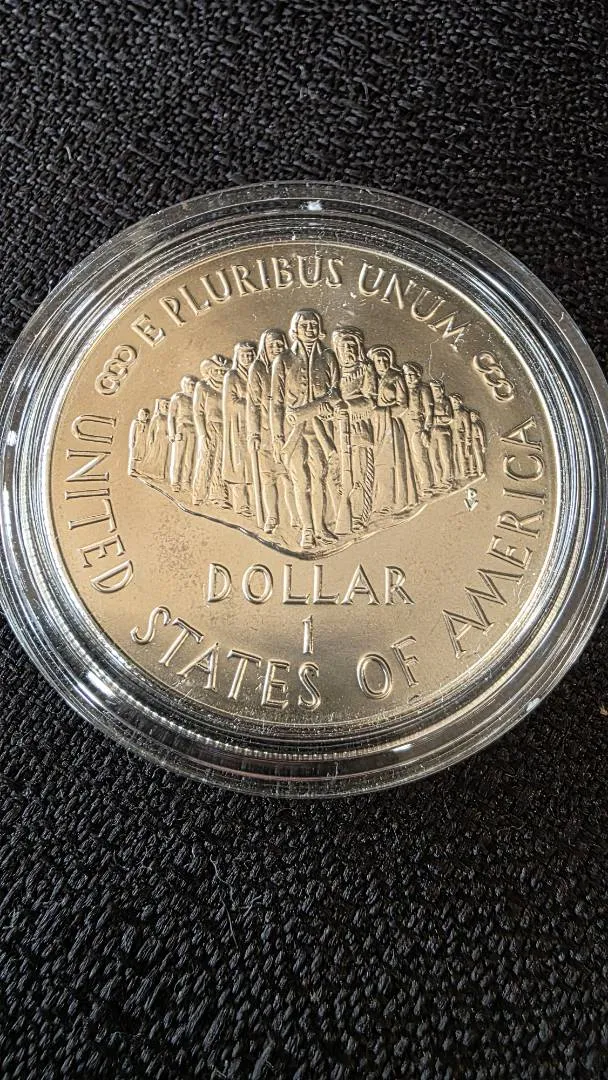 E PLURIBUS UNUM
DOLLAR
1
UNITED STATES OF AMERICA